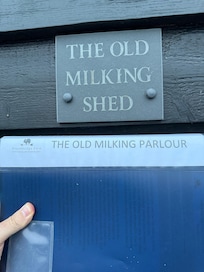 THE OLD
MILKING
SHED
THE OLD MILKING PARLOUR